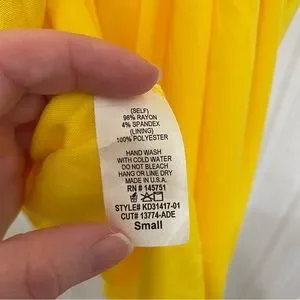 (SELF)
96% RAYON
4% SPANDEX
(LINING)
100% POLYESTER
HAND WASH
WITH COLD WATER
DO NOT BLEACH
HANG OR LINE DRY
MADE IN U.S.A.
RN # 145751
STYLE# KD31417-01
CUT# 13774-ADE
Small